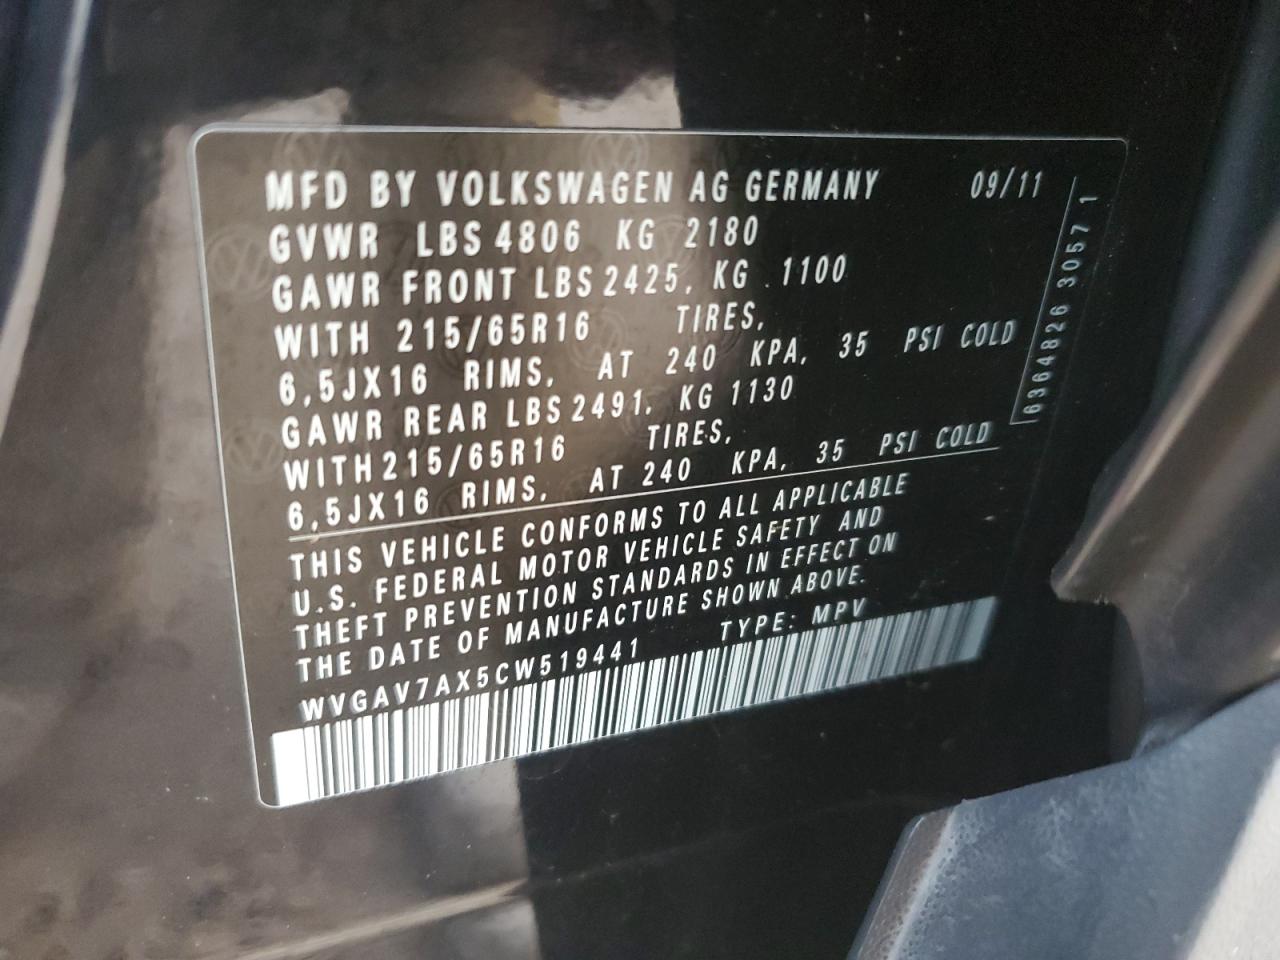 MFD BY VOLKSWAGEN AG GERMANY 09/11
GVWR LBS 4806 KG 2180
GAWR FRONT LBS 2425, KG .1100
WITH 215/65R16 TIRES,
6,5JX16 RIMS, AT 240 KPA, 35 PSI COLD
GAWR REAR LBS 2491, KG 1130
WITH 215/65R16 TIRES,
6,5JX16 RIMS, AT 240 KPA, 35 PSI COLD
THIS VEHICLE CONFORMS TO ALL APPLICABLE
U.S. FEDERAL MOTOR VEHICLE SAFETY AND
THEFT PREVENTION STANDARDS IN EFFECT ON
THE DATE OF MANUFACTURE SHOWN ABOVE.
WVGAV7AX5CW519441 TYPE: MPV
6364826 3057 1